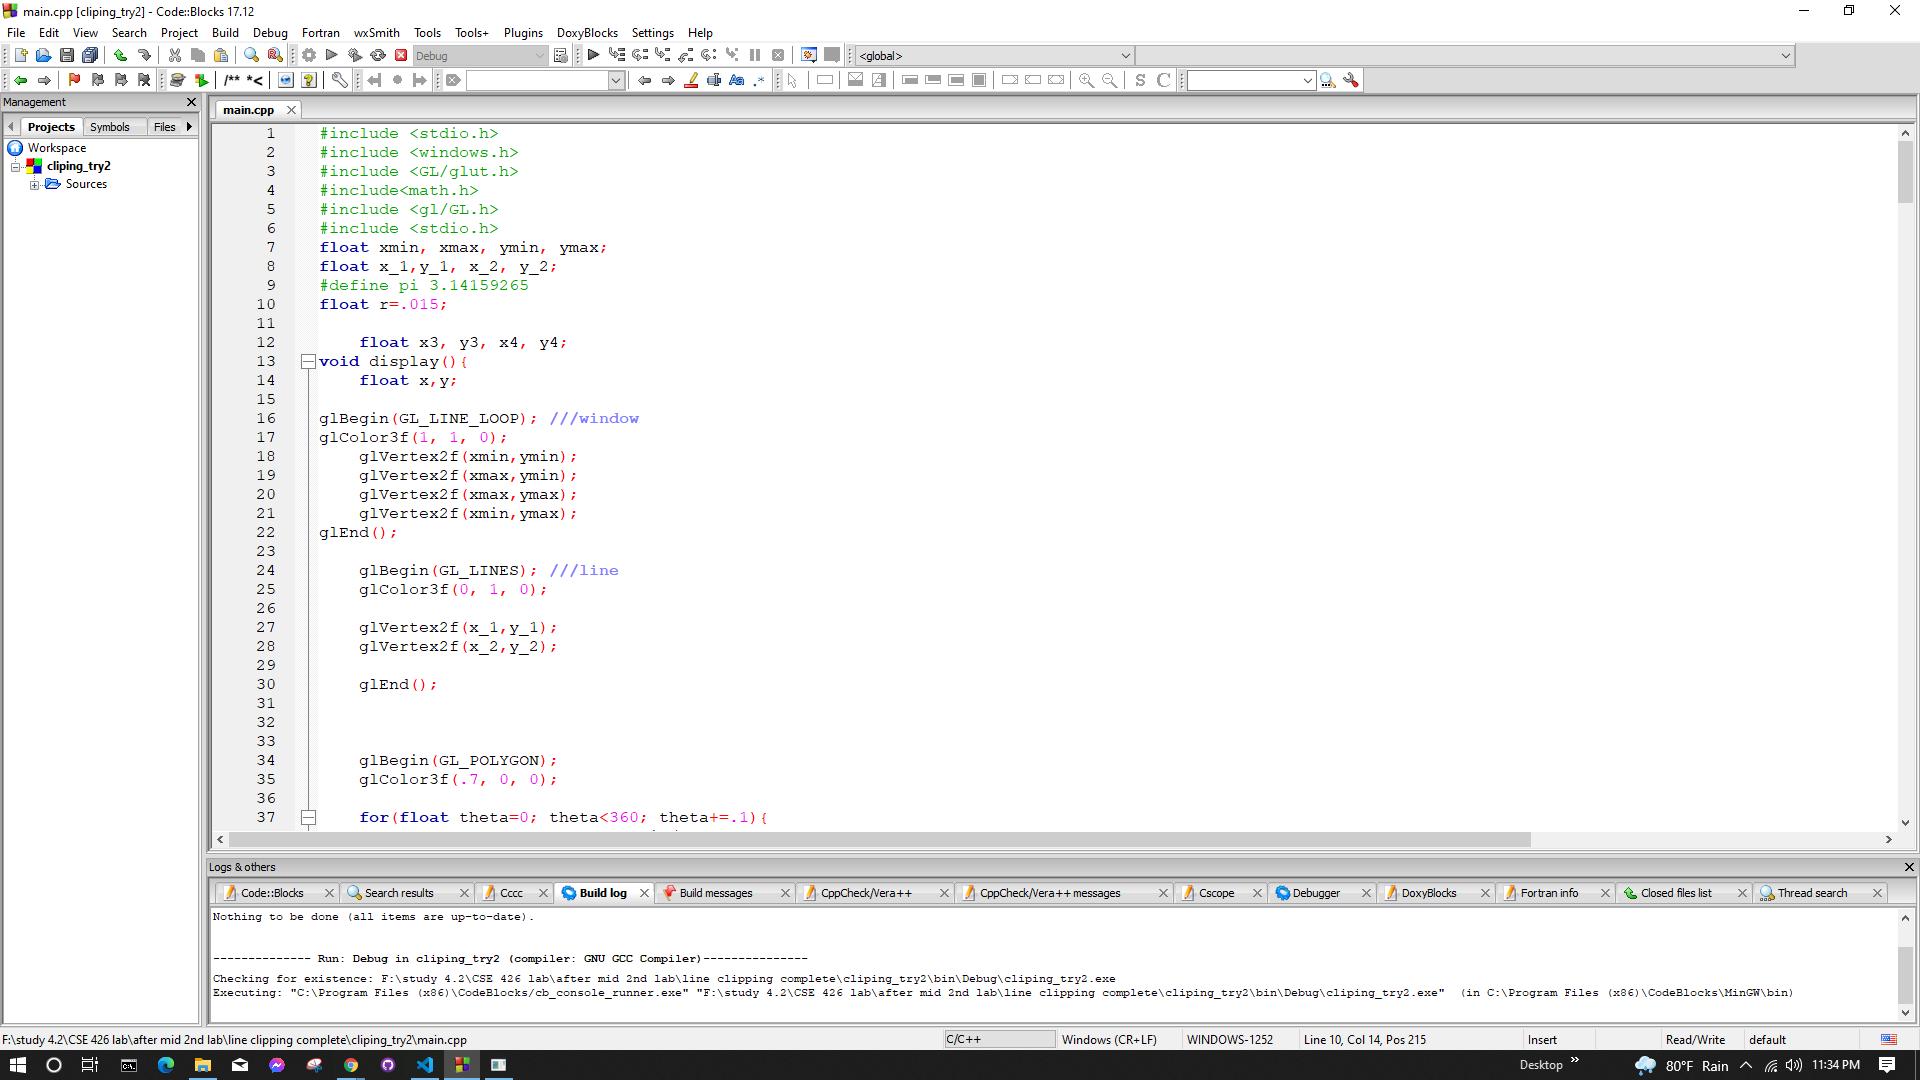 main.cpp [cliping_try2] - Code::Blocks 17.12
File Edit View Search Project Build Debug Fortran wxSmith Tools Tools+ Plugins DoxyBlocks Settings Help
Debug <global>
/** *< S C
Management
Projects Symbols Files
Workspace
cliping_try2
Sources
main.cpp
1 #include <stdio.h>
2 #include <windows.h>
3 #include <GL/glut.h>
4 #include<math.h>
5 #include <gl/GL.h>
6 #include <stdio.h>
7 float xmin, xmax, ymin, ymax;
8 float x_1,y_1, x_2, y_2;
9 #define pi 3.14159265
10 float r=.015;
11
12 float x3, y3, x4, y4;
13 void display(){
14 float x,y;
15
16 glBegin(GL_LINE_LOOP); ///window
17 glColor3f(1, 1, 0);
18 glVertex2f(xmin,ymin);
19 glVertex2f(xmax,ymin);
20 glVertex2f(xmax,ymax);
21 glVertex2f(xmin,ymax);
22 glEnd();
23
24 glBegin(GL_LINES); ///line
25 glColor3f(0, 1, 0);
26
27 glVertex2f(x_1,y_1);
28 glVertex2f(x_2,y_2);
29
30 glEnd();
31
32
33
34 glBegin(GL_POLYGON);
35 glColor3f(.7, 0, 0);
36
37 for(float theta=0; theta<360; theta+=.1){
Logs & others
Code::Blocks Search results Cccc Build log Build messages CppCheck/Vera++ CppCheck/Vera++ messages Cscope Debugger DoxyBlocks Fortran info Closed files list Thread search
Nothing to be done (all items are up-to-date).
-------------- Run: Debug in cliping_try2 (compiler: GNU GCC Compiler)---------------
Checking for existence: F:\study 4.2\CSE 426 lab\after mid 2nd lab\line clipping complete\cliping_try2\bin\Debug\cliping_try2.exe
Executing: "C:\Program Files (x86)\CodeBlocks/cb_console_runner.exe" "F:\study 4.2\CSE 426 lab\after mid 2nd lab\line clipping complete\cliping_try2\bin\Debug\cliping_try2.exe"  (in C:\Program Files (x86)\CodeBlocks\MinGW\bin)
F:\study 4.2\CSE 426 lab\after mid 2nd lab\line clipping complete\cliping_try2\main.cpp C/C++ Windows (CR+LF) WINDOWS-1252 Line 10, Col 14, Pos 215 Insert Read/Write default
Desktop » 80°F Rain 11:34 PM